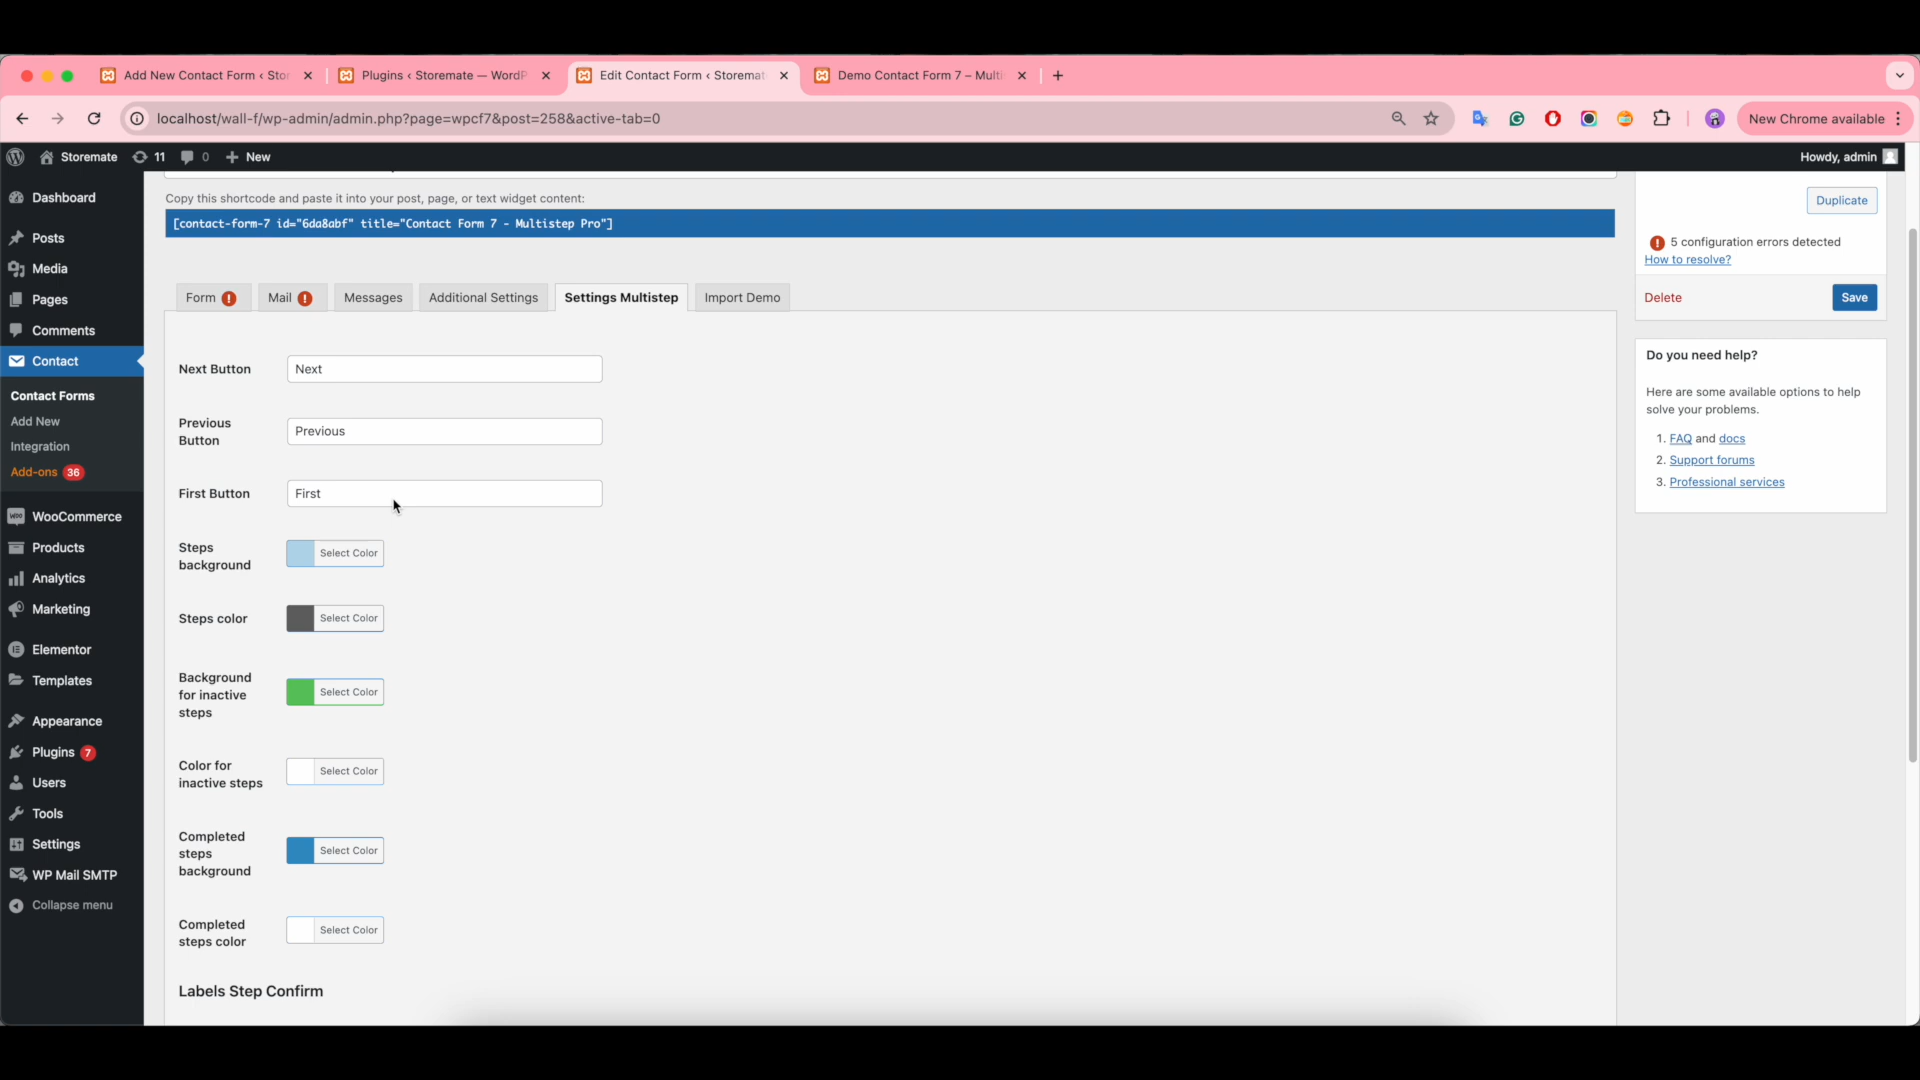 Add New Contact Form ‹ Stor
Plugins ‹ Storemate — WordP
Edit Contact Form ‹ Storemat
Demo Contact Form 7 – Multi
localhost/wall-f/wp-admin/admin.php?page=wpcf7&post=258&active-tab=0
New Chrome available
Storemate
11
0
New
Howdy, admin
Dashboard
Posts
Media
Pages
Comments
Contact
Contact Forms
Add New
Integration
Add-ons 36
WooCommerce
Products
Analytics
Marketing
Elementor
Templates
Appearance
Plugins 7
Users
Tools
Settings
WP Mail SMTP
Collapse menu
Copy this shortcode and paste it into your post, page, or text widget content:
[contact-form-7 id="6da8abf" title="Contact Form 7 - Multistep Pro"]
Form
Mail
Messages
Additional Settings
Settings Multistep
Import Demo
Next Button
Next
Previous
Button
Previous
First Button
First
Steps
background
Select Color
Steps color
Select Color
Background
for inactive
steps
Select Color
Color for
inactive steps
Select Color
Completed
steps
background
Select Color
Completed
steps color
Select Color
Labels Step Confirm
Duplicate
5 configuration errors detected
How to resolve?
Delete
Save
Do you need help?
Here are some available options to help
solve your problems.
1. FAQ and docs
2. Support forums
3. Professional services